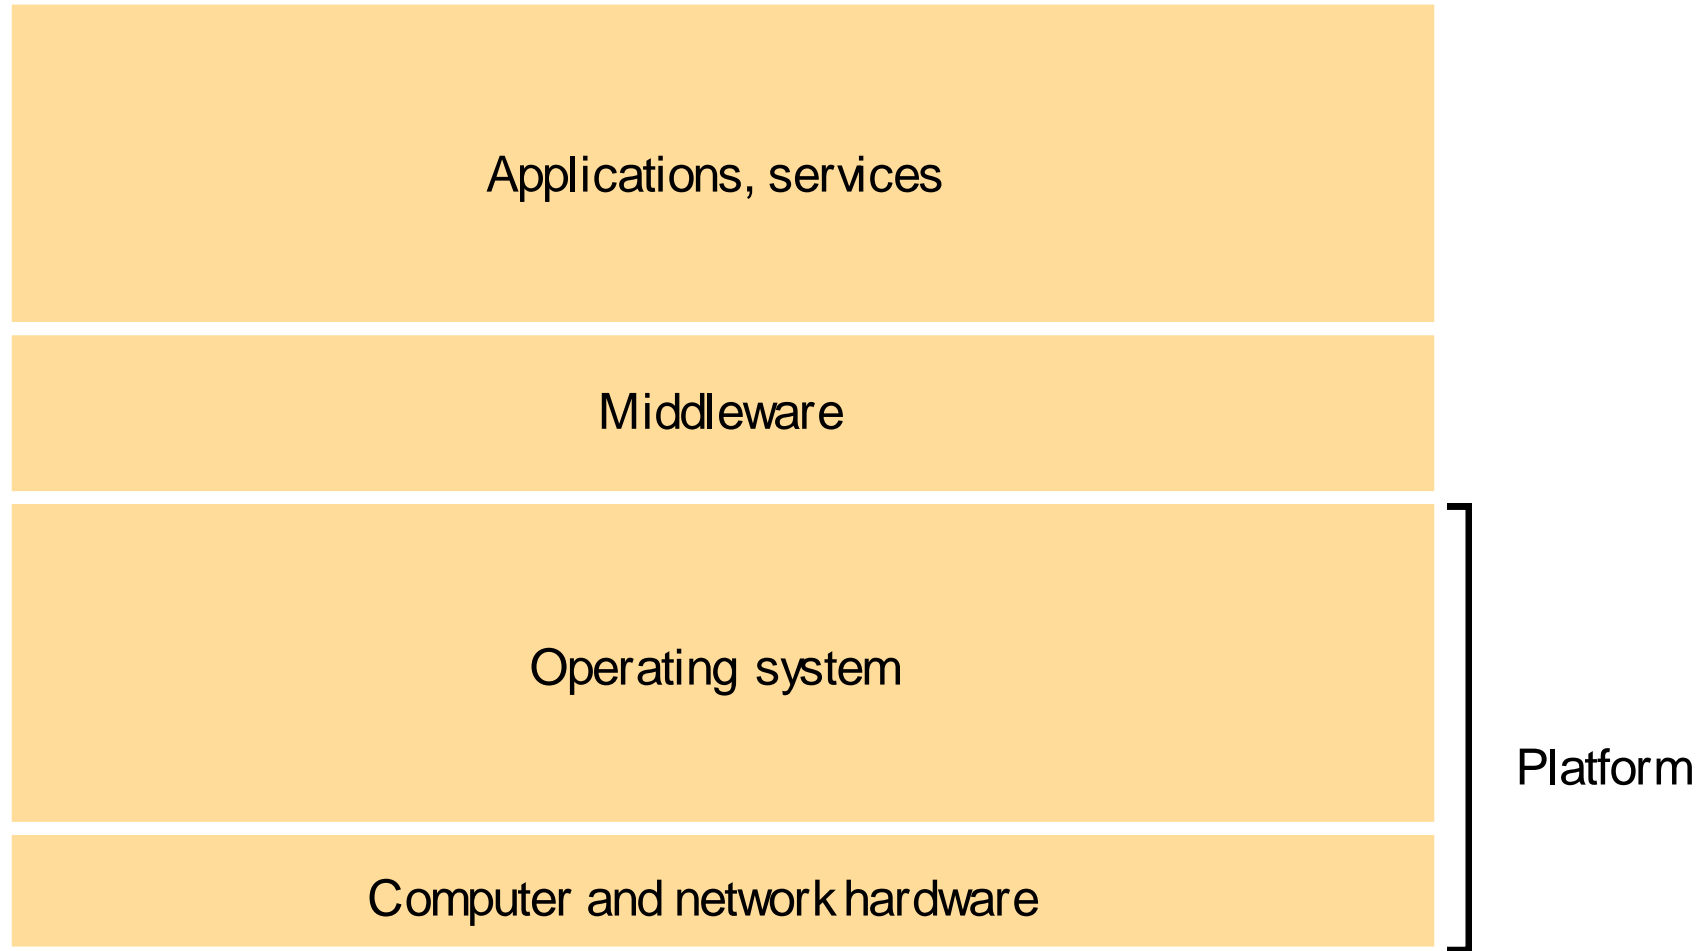 Applications, services
Middleware
Operating system
Platform
Computer and network hardware